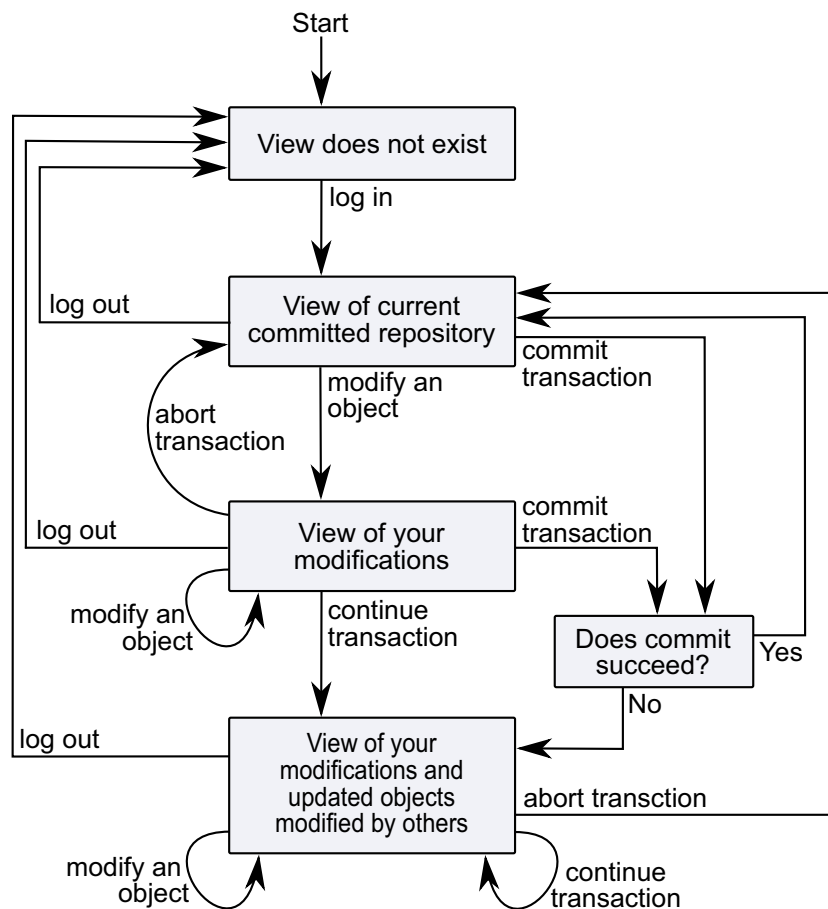 Start
View does not exist
log in
log out
View of current
committed repository
commit
transaction
modify an
object
abort
transaction
log out
View of your
modifications
commit
transaction
modify an
object
continue
transaction
Does commit
succeed?
Yes
No
log out
View of your
modifications and
updated objects
modified by others
abort transction
modify an
object
continue
transaction